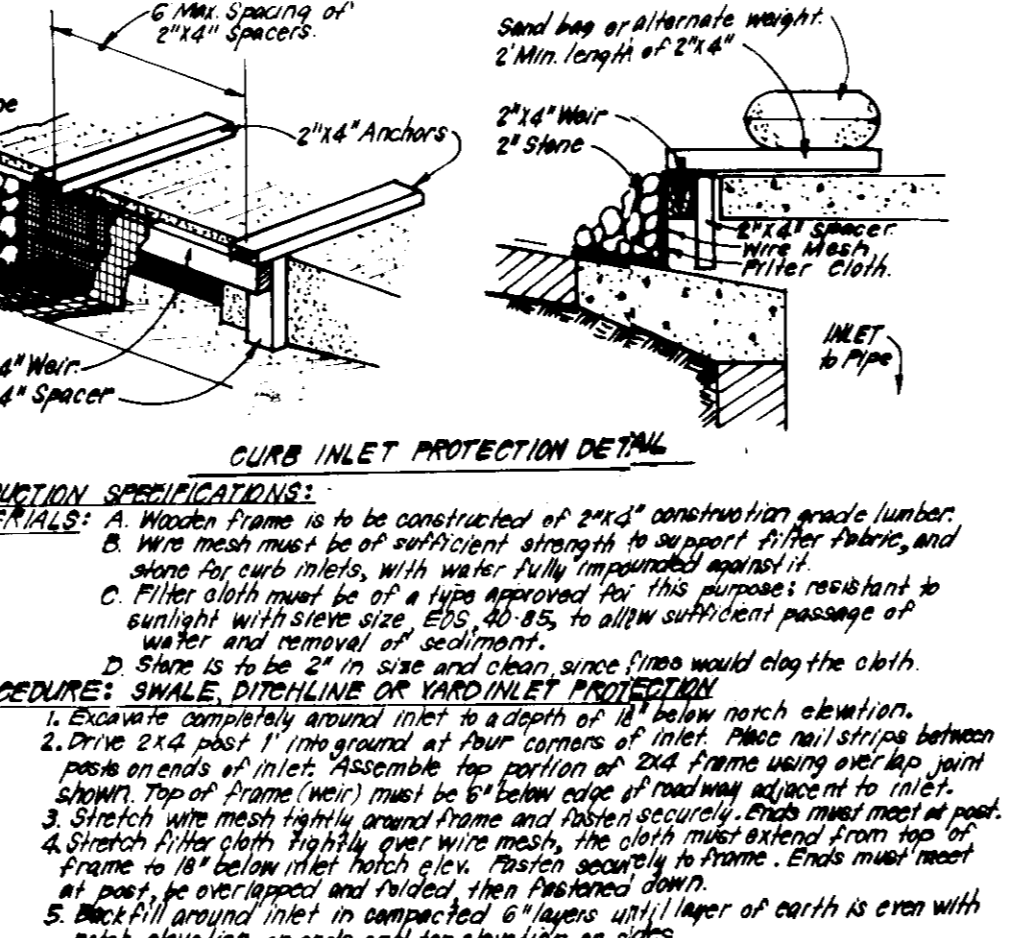 6' Max. Spacing of
2"x4" Spacers.
2"x4" Anchors
4" Weir
4" Spacer
Sand bag or alternate weight.
2' Min. length of 2"x4"
2"x4" Weir
2" Stone
2"x4" spacer
Wire Mesh
Filter Cloth.
INLET
to Pipe
CURB INLET PROTECTION DETAIL
UCTION SPECIFICATIONS:
ERIALS: A. Wooden frame is to be constructed of 2"x4" construction grade lumber.
B. Wire mesh must be of sufficient strength to support filter fabric, and
stone for curb inlets, with water fully impounded against it.
C. Filter cloth must be of a type approved for this purpose; resistant to
sunlight with sieve size, EOS, 40-85, to allow sufficient passage of
water and removal of sediment.
D. Stone is to be 2" in size and clean, since fines would clog the cloth.
CEDURE: SWALE, DITCHLINE OR YARD INLET PROTECTION
1. Excavate completely around inlet to a depth of 18" below notch elevation.
2. Drive 2x4 post 1' into ground at four corners of inlet. Place nail strips between
posts on ends of inlet. Assemble top portion of 2x4 frame using overlap joint
shown. Top of frame (weir) must be 6" below edge of roadway adjacent to inlet.
3. Stretch wire mesh tightly around frame and fasten securely. Ends must meet at post.
4. Stretch filter cloth tightly over wire mesh, the cloth must extend from top of
frame to 18" below inlet notch elev. Fasten securely to frame. Ends must meet
at post, be overlapped and folded, then fastened down.
5. Backfill around inlet in compacted 6" layers until layer of earth is even with
notch elevation on ends and top elevation on sides.